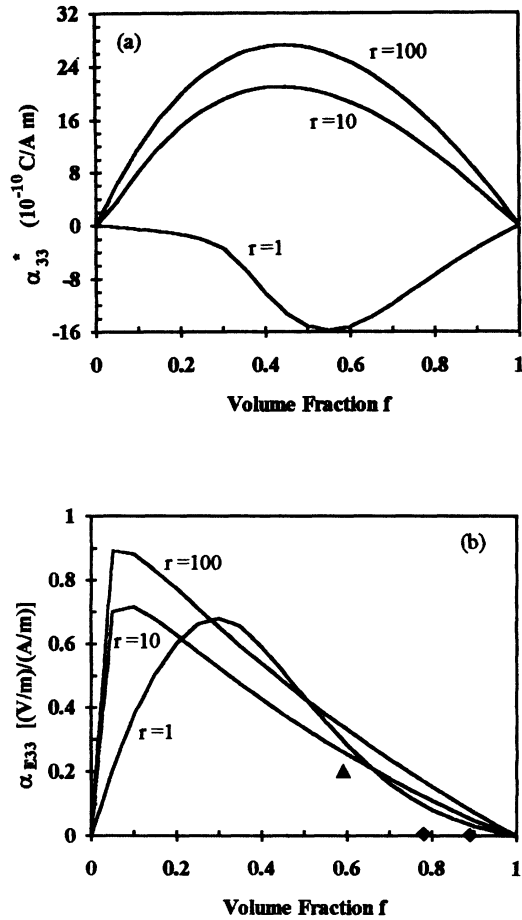 (a)
32
24
16
8
0
-8
-16
α*33 (10^-10 C/A m)
r=100
r=10
r=1
0 0.2 0.4 0.6 0.8 1
Volume Fraction f
(b)
1
0.8
0.6
0.4
0.2
0
α E33 [(V/m)/(A/m)]
r=100
r=10
r=1
0 0.2 0.4 0.6 0.8 1
Volume Fraction f